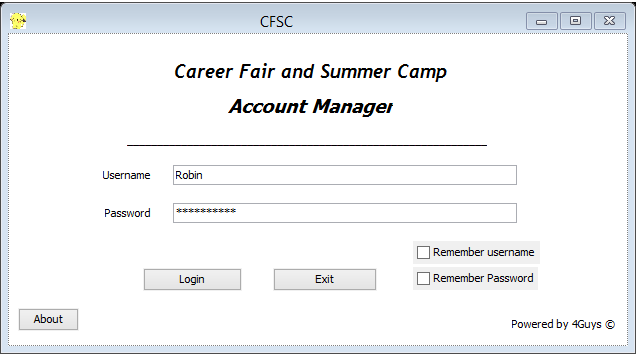 CFSC
Career Fair and Summer Camp
Account Manager
Username Robin
Password **********
Remember username
Login Exit Remember Password
About
Powered by 4Guys ©